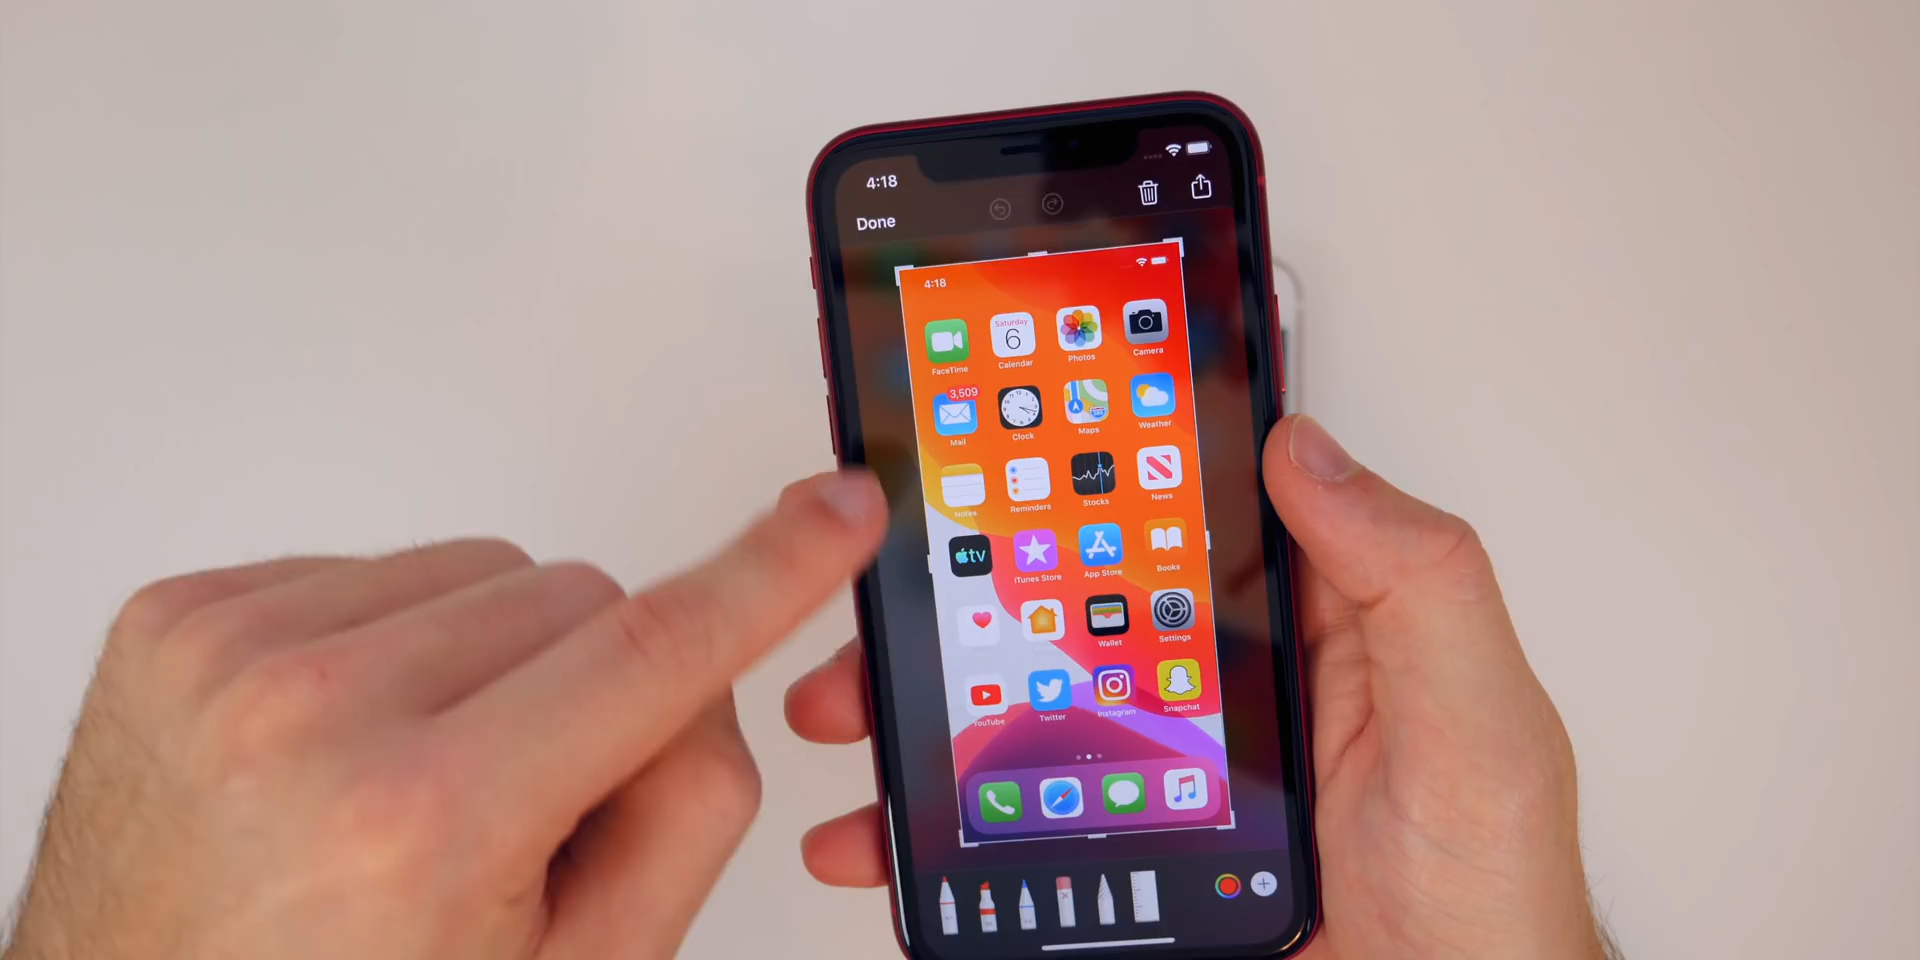 4:18
Done
4:18
Saturday
6
FaceTime
Calendar
Photos
Camera
3,509
Mail
Clock
Maps
Weather
Notes
Reminders
Stocks
News
tv
iTunes Store
App Store
Books
Wallet
Settings
YouTube
Twitter
Instagram
Snapchat